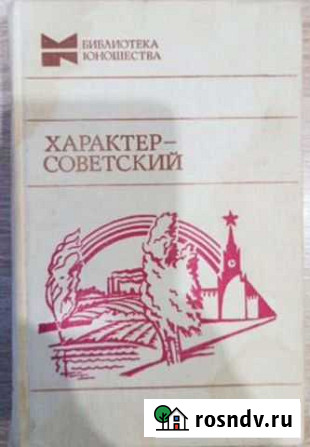 БИБЛИОТЕКА
ЮНОШЕСТВА
ХАРАКТЕР–
СОВЕТСКИЙ
rosndv.ru